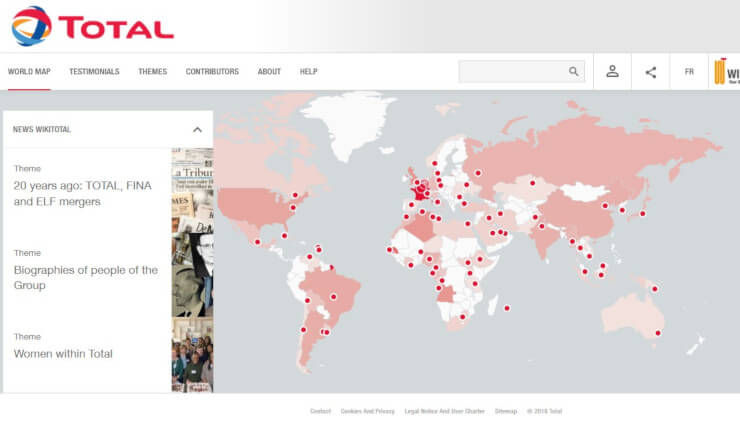 TOTAL
WORLD MAP TESTIMONIALS THEMES CONTRIBUTORS ABOUT HELP FR WI
NEWS WIKITOTAL
Theme
20 years ago: TOTAL, FINA
and ELF mergers
a Tribun
MES
Theme
Biographies of people of the
Group
Theme
Women within Total
Contact Cookies And Privacy Legal Notice And User Charter Sitemap © 2016 Total